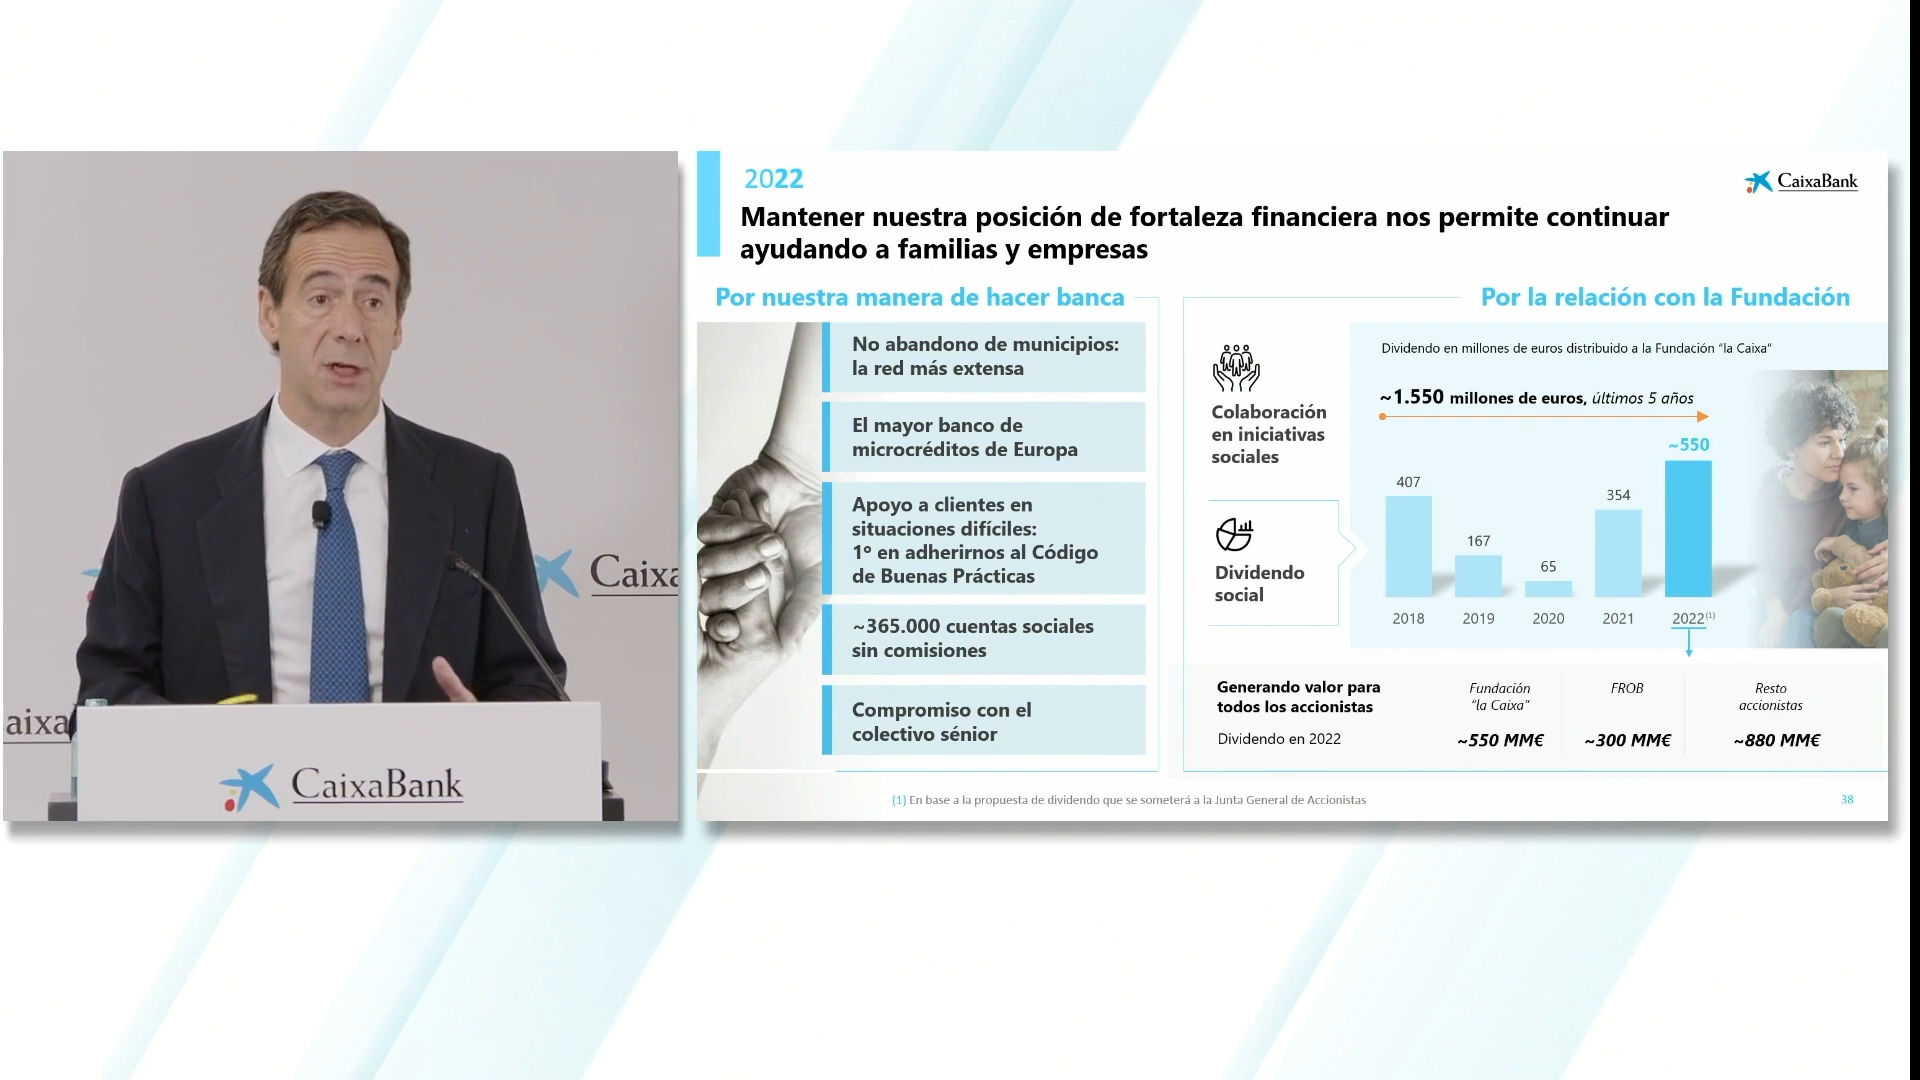 Caixa
aixa
CaixaBank
2022
CaixaBank
Mantener nuestra posición de fortaleza financiera nos permite continuar
ayudando a familias y empresas
Por nuestra manera de hacer banca
No abandono de municipios:
la red más extensa
El mayor banco de
microcréditos de Europa
Apoyo a clientes en
situaciones difíciles:
1º en adherirnos al Código
de Buenas Prácticas
~365.000 cuentas sociales
sin comisiones
Compromiso con el
colectivo sénior
Por la relación con la Fundación
Colaboración
en iniciativas
sociales
Dividendo
social
Dividendo en millones de euros distribuido a la Fundación “la Caixa”
~1.550 millones de euros, últimos 5 años
407
167
65
354
~550
2018
2019
2020
2021
2022(1)
Generando valor para
todos los accionistas
Fundación
“la Caixa”
FROB
Resto
accionistas
Dividendo en 2022
~550 MM€
~300 MM€
~880 MM€
(1) En base a la propuesta de dividendo que se someterá a la Junta General de Accionistas
38